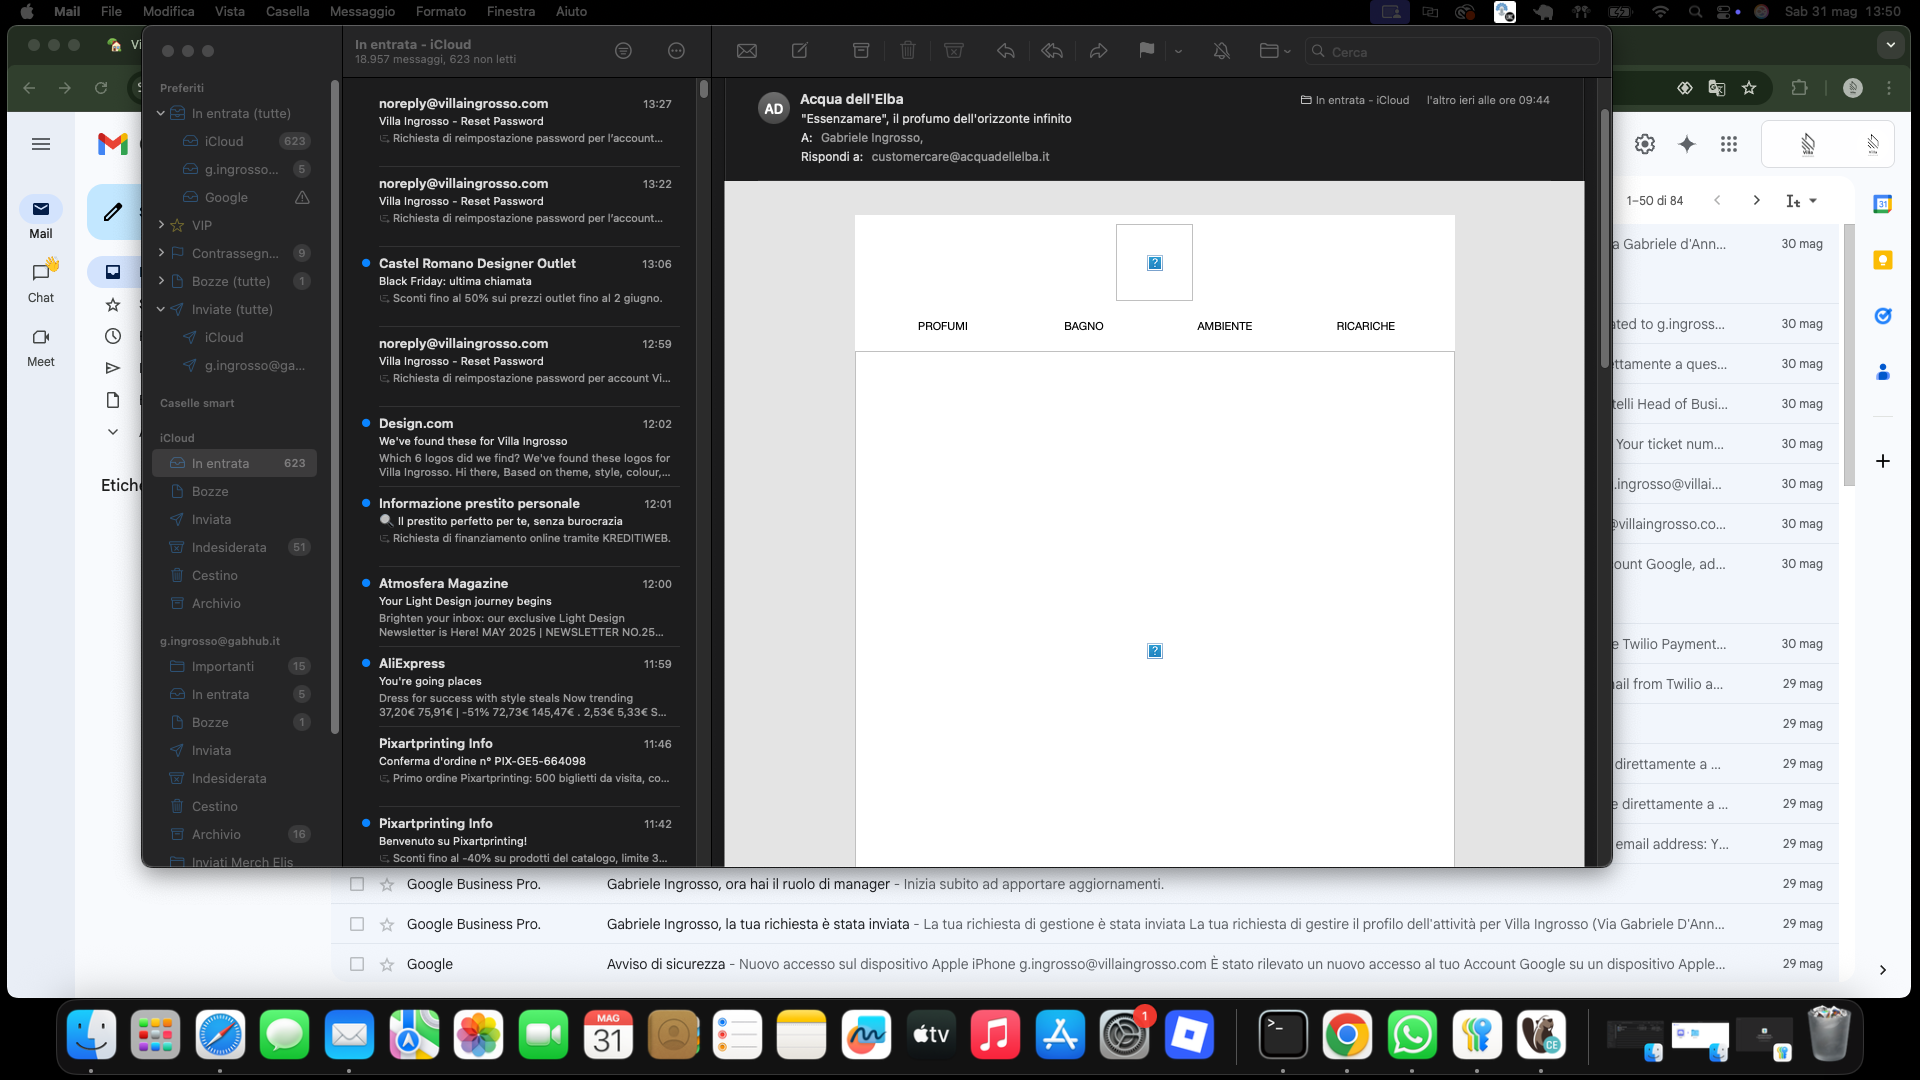 Mail File Modifica Vista Casella Messaggio Formato Finestra Aiuto
Sab 31 mag 13:50
Preferiti
In entrata (tutte)
iCloud 623
g.ingrosso... 5
Google
VIP
Contrassegn... 9
Bozze (tutte) 1
Inviate (tutte)
iCloud
g.ingrosso@ga...
Caselle smart
iCloud
In entrata 623
Bozze
Inviata
Indesiderata 51
Cestino
Archivio
g.ingrosso@gabhub.it
Importanti 15
In entrata 5
Bozze 1
Inviata
Indesiderata
Cestino
Archivio 16
Inviati Merch Elis
In entrata - iCloud
18.957 messaggi, 623 non letti
noreply@villaingrosso.com 13:27
Villa Ingrosso - Reset Password
Richiesta di reimpostazione password per l'account...
noreply@villaingrosso.com 13:22
Villa Ingrosso - Reset Password
Richiesta di reimpostazione password per l'account...
Castel Romano Designer Outlet 13:06
Black Friday: ultima chiamata
Sconti fino al 50% sui prezzi outlet fino al 2 giugno.
noreply@villaingrosso.com 12:59
Villa Ingrosso - Reset Password
Richiesta di reimpostazione password per account Vi...
Design.com 12:02
We've found these for Villa Ingrosso
Which 6 logos did we find? We've found these logos for
Villa Ingrosso. Hi there, Based on theme, style, colour,...
Informazione prestito personale 12:01
Il prestito perfetto per te, senza burocrazia
Richiesta di finanziamento online tramite KREDITIWEB.
Atmosfera Magazine 12:00
Your Light Design journey begins
Brighten your inbox: our exclusive Light Design
Newsletter is Here! MAY 2025 | NEWSLETTER NO.25...
AliExpress 11:59
You're going places
Dress for success with style steals Now trending
37,20€ 75,91€ | -51% 72,73€ 145,47€ . 2,53€ 5,33€ S...
Pixartprinting Info 11:46
Conferma d'ordine n° PIX-GE5-664098
Primo ordine Pixartprinting: 500 biglietti da visita, co...
Pixartprinting Info 11:42
Benvenuto su Pixartprinting!
Sconti fino al -40% su prodotti del catalogo, limite 3...
Cerca
AD
Acqua dell'Elba
In entrata - iCloud l'altro ieri alle ore 09:44
"Essenzamare", il profumo dell'orizzonte infinito
A: Gabriele Ingrosso,
Rispondi a: customercare@acquadellelba.it
PROFUMI BAGNO AMBIENTE RICARICHE
Vi
Mail
Chat
Meet
Etiche
1–50 di 84
a Gabriele d'Ann... 30 mag
ated to g.ingross... 30 mag
ettamente a ques... 30 mag
telli Head of Busi... 30 mag
Your ticket num... 30 mag
.ingrosso@villai... 30 mag
@villaingrosso.co... 30 mag
ount Google, ad... 30 mag
e Twilio Payment... 30 mag
ail from Twilio a... 29 mag
29 mag
direttamente a ... 29 mag
e direttamente a ... 29 mag
email address: Y... 29 mag
Google Business Pro. Gabriele Ingrosso, ora hai il ruolo di manager - Inizia subito ad apportare aggiornamenti. 29 mag
Google Business Pro. Gabriele Ingrosso, la tua richiesta è stata inviata - La tua richiesta di gestione è stata inviata La tua richiesta di gestire il profilo dell'attività per Villa Ingrosso (Via Gabriele D'Ann... 29 mag
Google Avviso di sicurezza - Nuovo accesso sul dispositivo Apple iPhone g.ingrosso@villaingrosso.com È stato rilevato un nuovo accesso al tuo Account Google su un dispositivo Apple... 29 mag
31
MAG
31
tv
1
CE